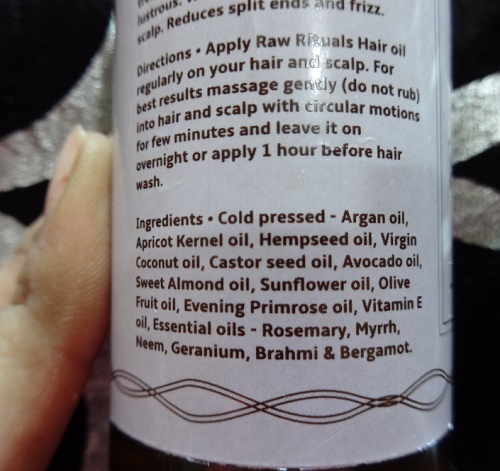 lustrous.
scalp. Reduces split ends and frizz.
Directions • Apply Raw Rituals Hair oil
regularly on your hair and scalp. For
best results massage gently (do not rub)
into hair and scalp with circular motions
for few minutes and leave it on
overnight or apply 1 hour before hair
wash.
Ingredients • Cold pressed - Argan oil,
Apricot Kernel oil, Hempseed oil, Virgin
Coconut oil, Castor seed oil, Avocado oil,
Sweet Almond oil, Sunflower oil, Olive
Fruit oil, Evening Primrose oil, Vitamin E
oil, Essential oils - Rosemary, Myrrh,
Neem, Geranium, Brahmi & Bergamot.